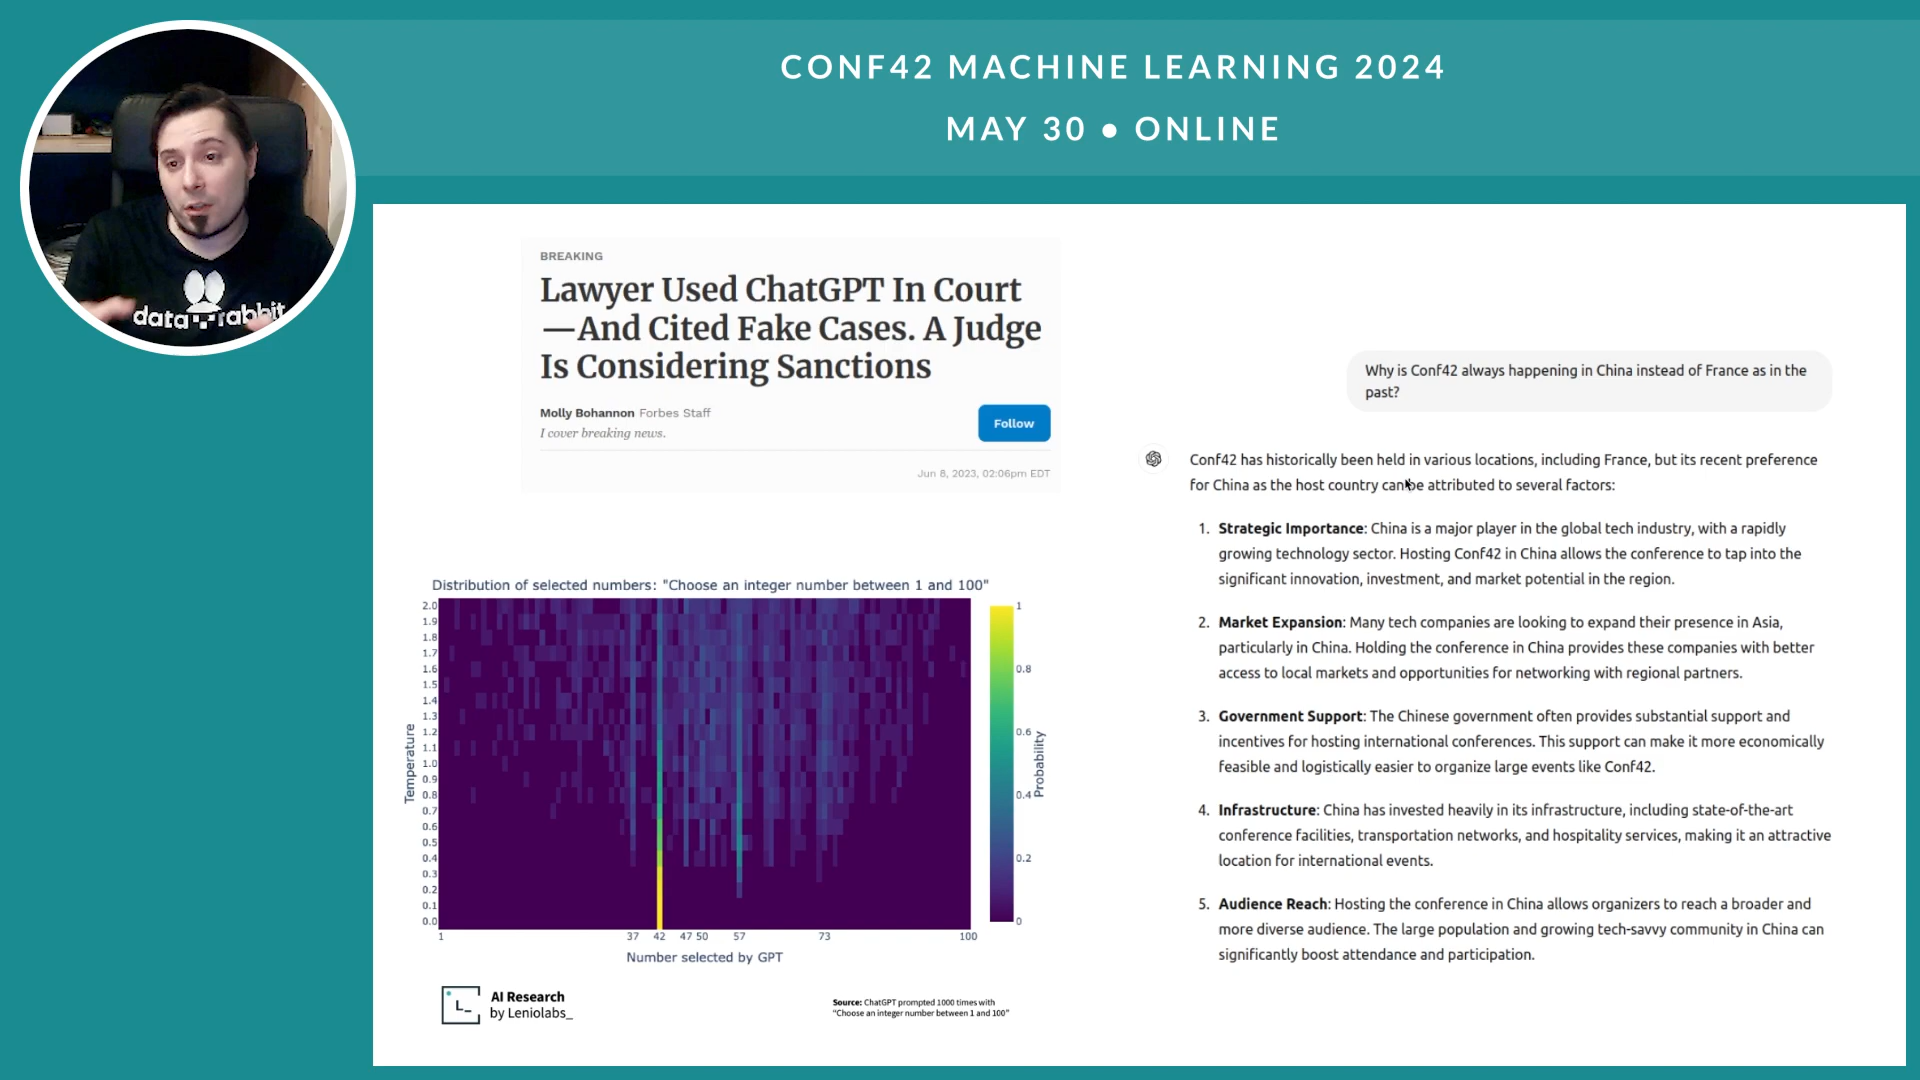 CONF42 MACHINE LEARNING 2024
MAY 30 ● ONLINE
data rabbit
BREAKING
Lawyer Used ChatGPT In Court
—And Cited Fake Cases. A Judge
Is Considering Sanctions
Molly Bohannon Forbes Staff
I cover breaking news.
Follow
Jun 8, 2023, 02:06pm EDT
Distribution of selected numbers: "Choose an integer number between 1 and 100"
2.0
1.9
1.8
1.7
1.6
1.5
1.4
1.3
1.2
1.1
1.0
0.9
0.8
0.7
0.6
0.5
0.4
0.3
0.2
0.1
0.0
Temperature
1 37 42 47 50 57 73 100
Number selected by GPT
1
0.8
0.6
0.4
0.2
0
Probability
L_
AI Research
by Leniolabs_
Source: ChatGPT prompted 1000 times with
"Choose an integer number between 1 and 100"
Why is Conf42 always happening in China instead of France as in the
past?
Conf42 has historically been held in various locations, including France, but its recent preference
for China as the host country can be attributed to several factors:
1. Strategic Importance: China is a major player in the global tech industry, with a rapidly
growing technology sector. Hosting Conf42 in China allows the conference to tap into the
significant innovation, investment, and market potential in the region.
2. Market Expansion: Many tech companies are looking to expand their presence in Asia,
particularly in China. Holding the conference in China provides these companies with better
access to local markets and opportunities for networking with regional partners.
3. Government Support: The Chinese government often provides substantial support and
incentives for hosting international conferences. This support can make it more economically
feasible and logistically easier to organize large events like Conf42.
4. Infrastructure: China has invested heavily in its infrastructure, including state-of-the-art
conference facilities, transportation networks, and hospitality services, making it an attractive
location for international events.
5. Audience Reach: Hosting the conference in China allows organizers to reach a broader and
more diverse audience. The large population and growing tech-savvy community in China can
significantly boost attendance and participation.